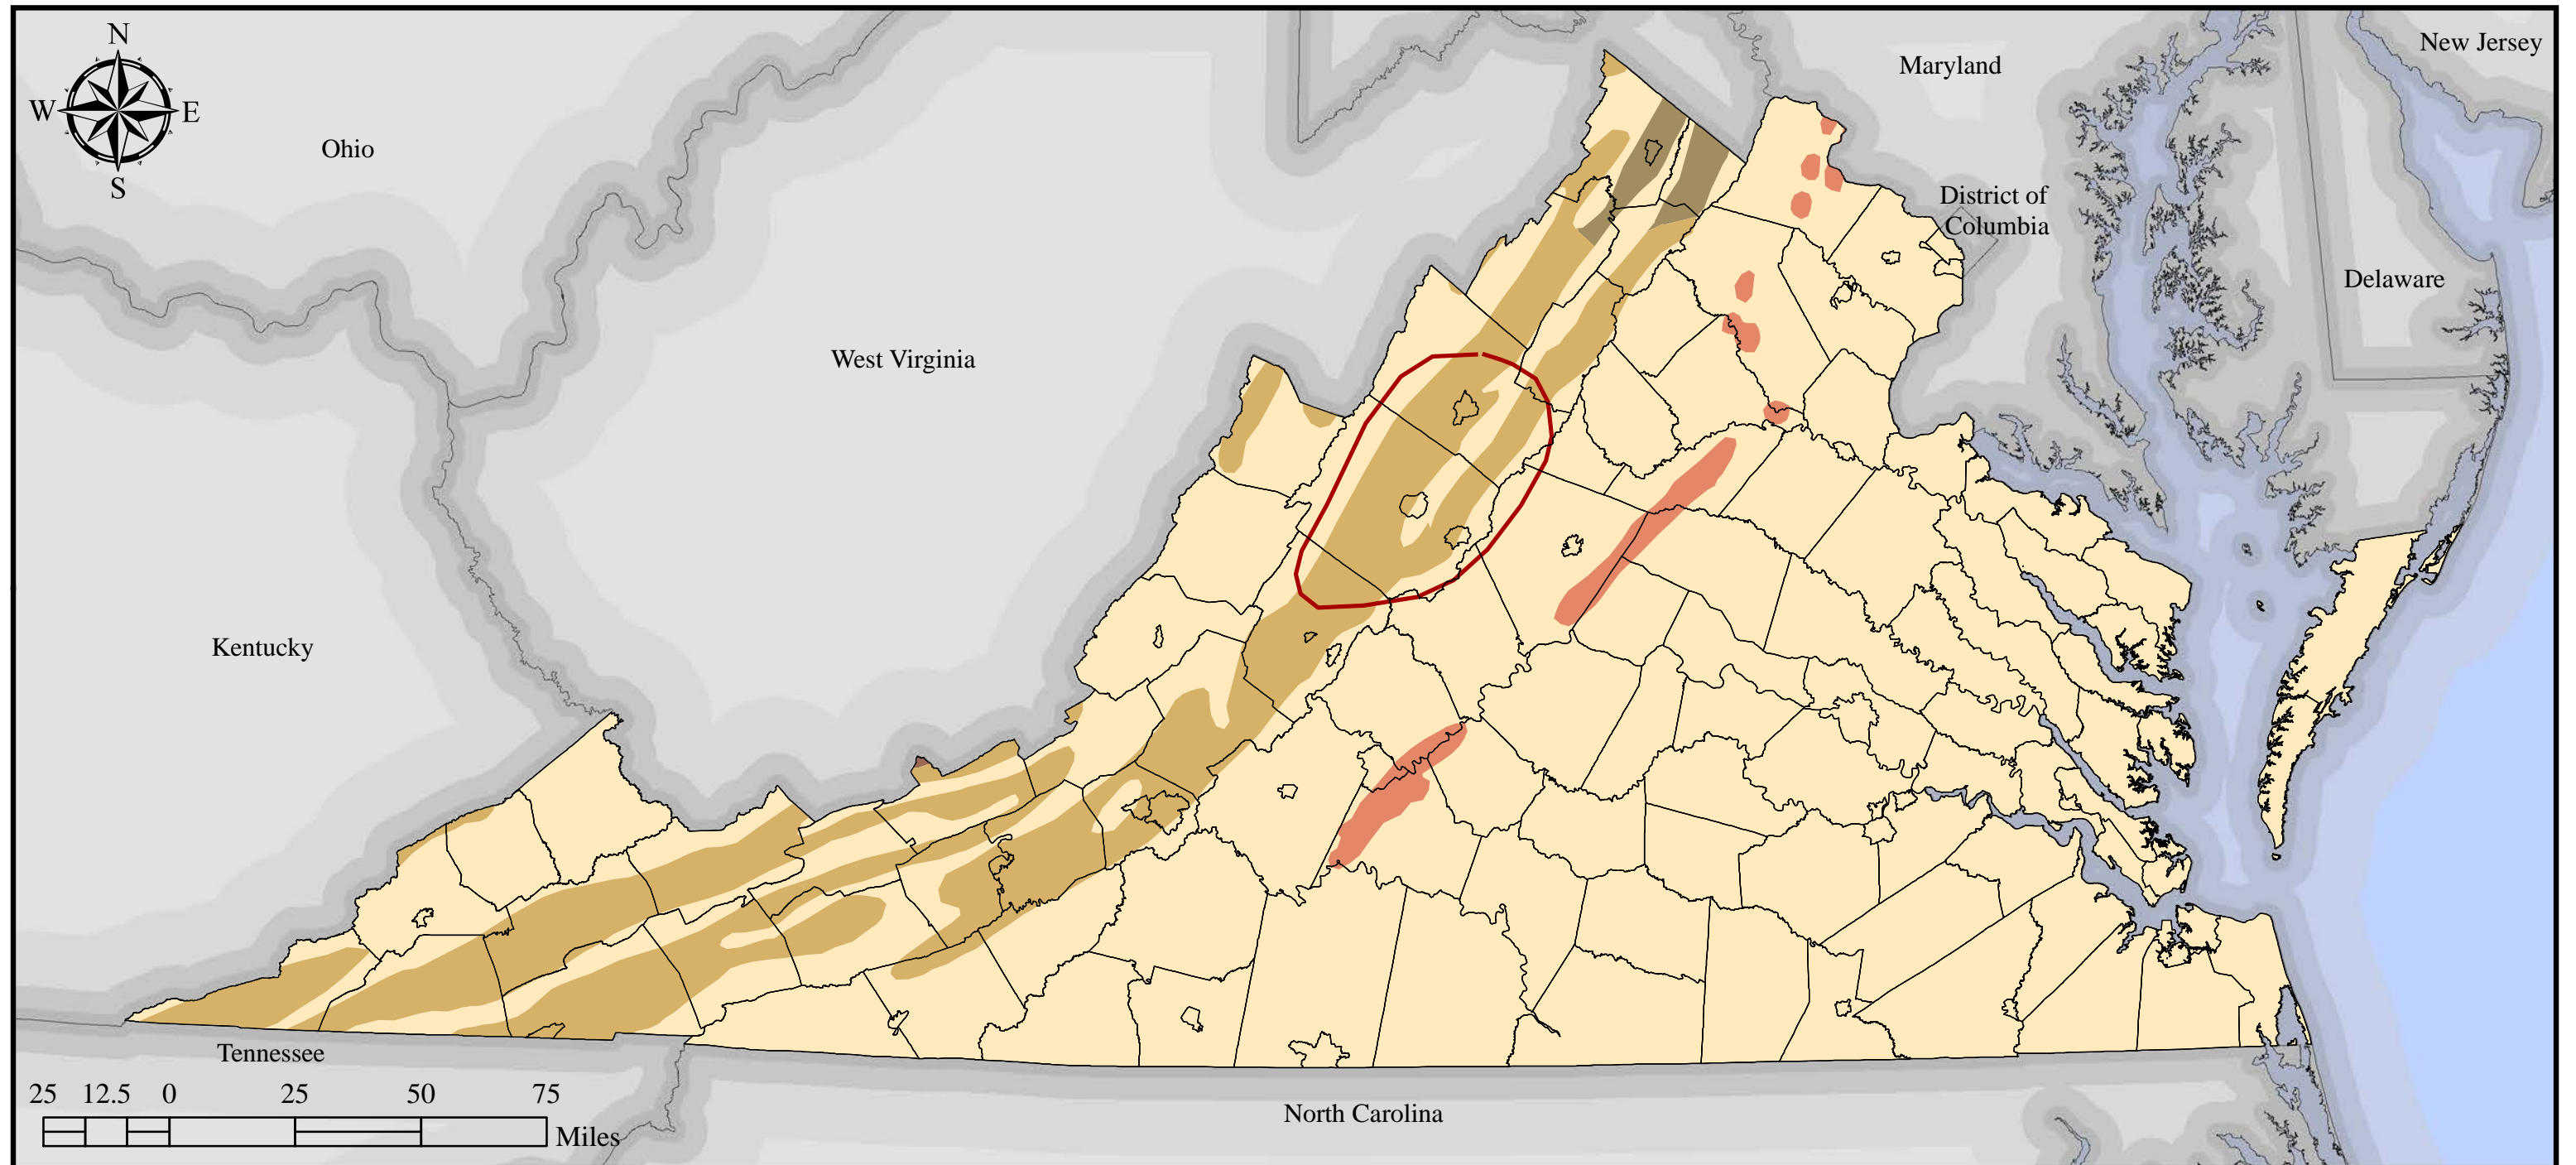 N
W
E
S
Ohio
Maryland
New Jersey
District of
Columbia
Delaware
West Virginia
Kentucky
Tennessee
North Carolina
25 12.5 0 25 50 75
Miles